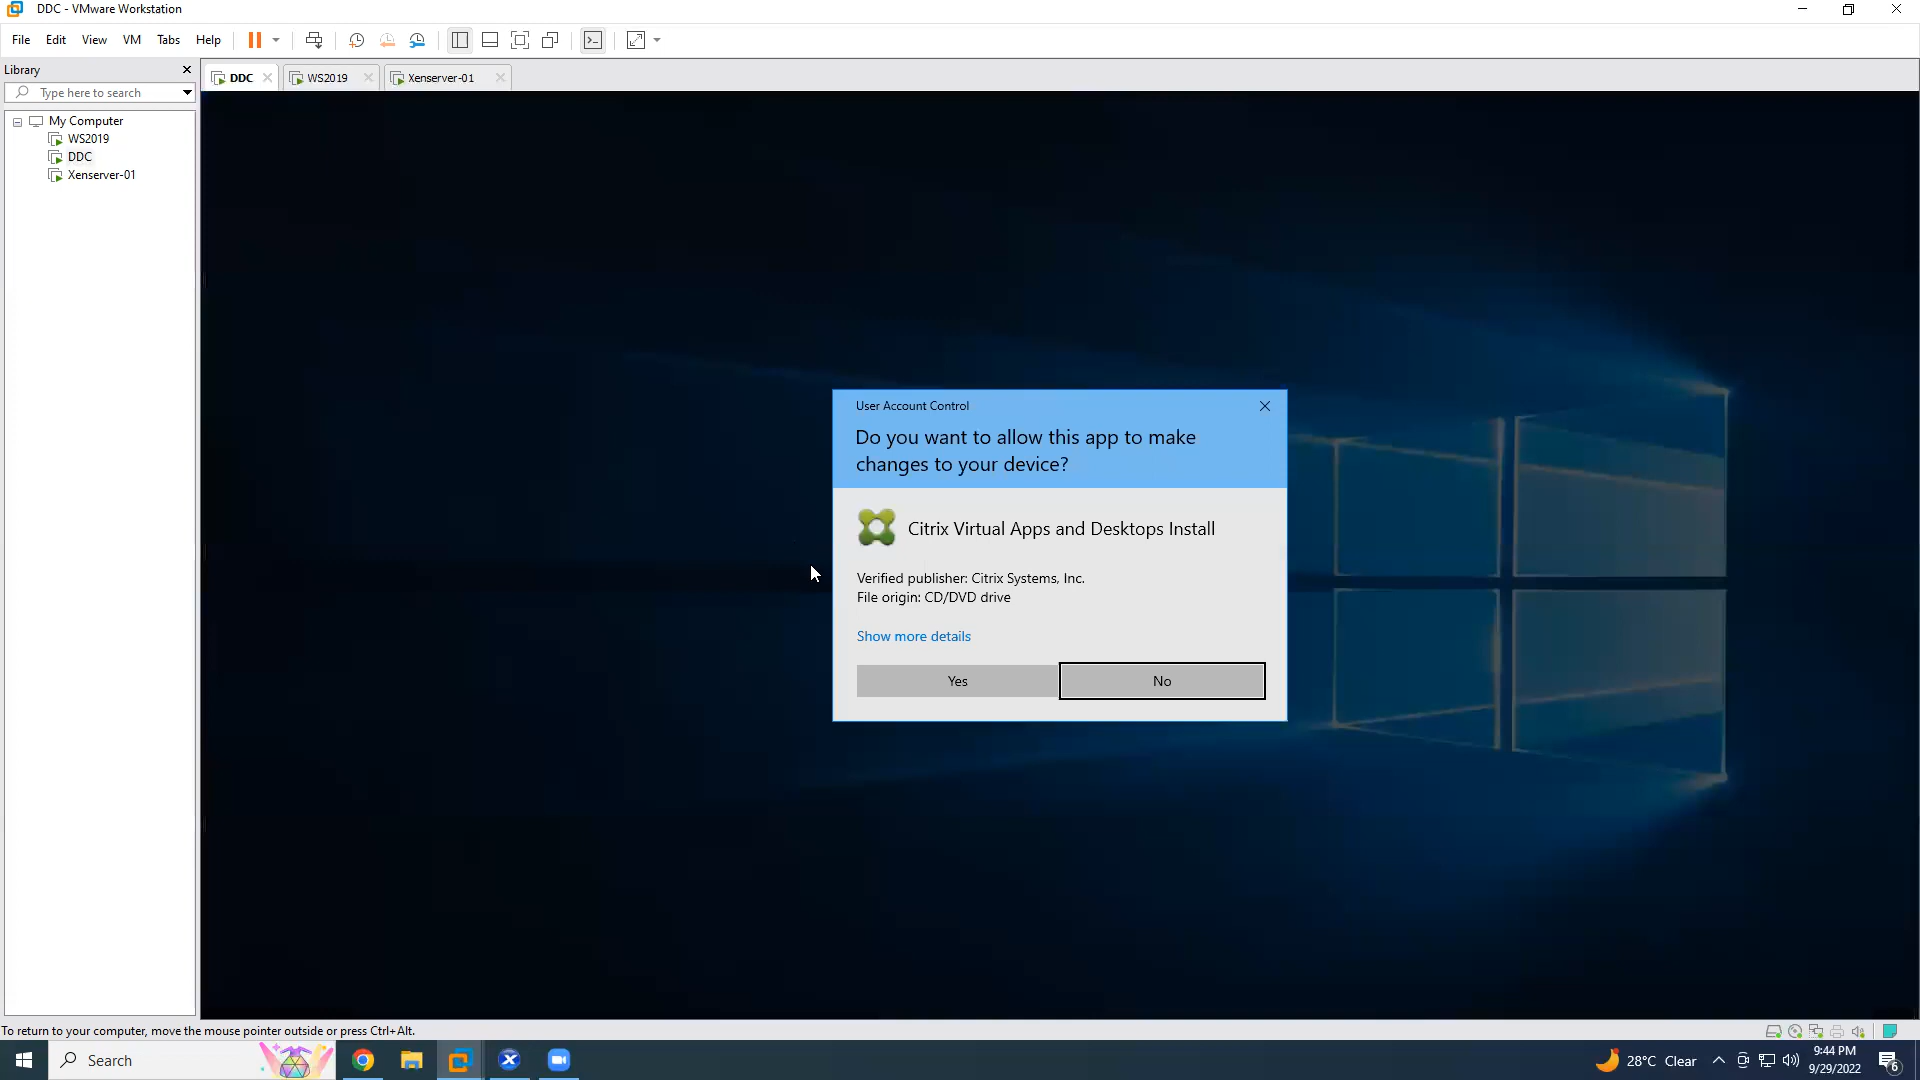 DDC - VMware Workstation
File Edit View VM Tabs Help
Library
Type here to search
My Computer
WS2019
DDC
Xenserver-01
DDC
WS2019
Xenserver-01
User Account Control
Do you want to allow this app to make
changes to your device?
Citrix Virtual Apps and Desktops Install
Verified publisher: Citrix Systems, Inc.
File origin: CD/DVD drive
Show more details
Yes
No
To return to your computer, move the mouse pointer outside or press Ctrl+Alt.
Search
28°C Clear
9:44 PM
9/29/2022
6